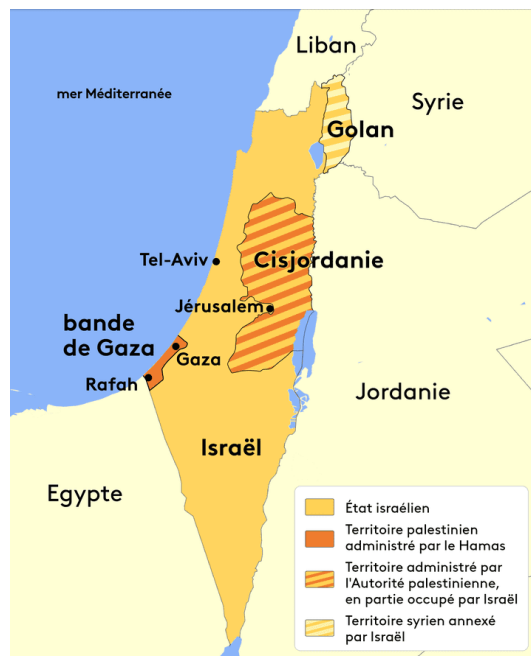 Liban
mer Méditerranée
Syrie
Golan
Tel-Aviv
Cisjordanie
Jérusalem
bande
de Gaza
Gaza
Rafah
Jordanie
Israël
Egypte
État israélien
Territoire palestinien
administré par le Hamas
Territoire administré par
l'Autorité palestinienne,
en partie occupé par Israël
Territoire syrien annexé
par Israël